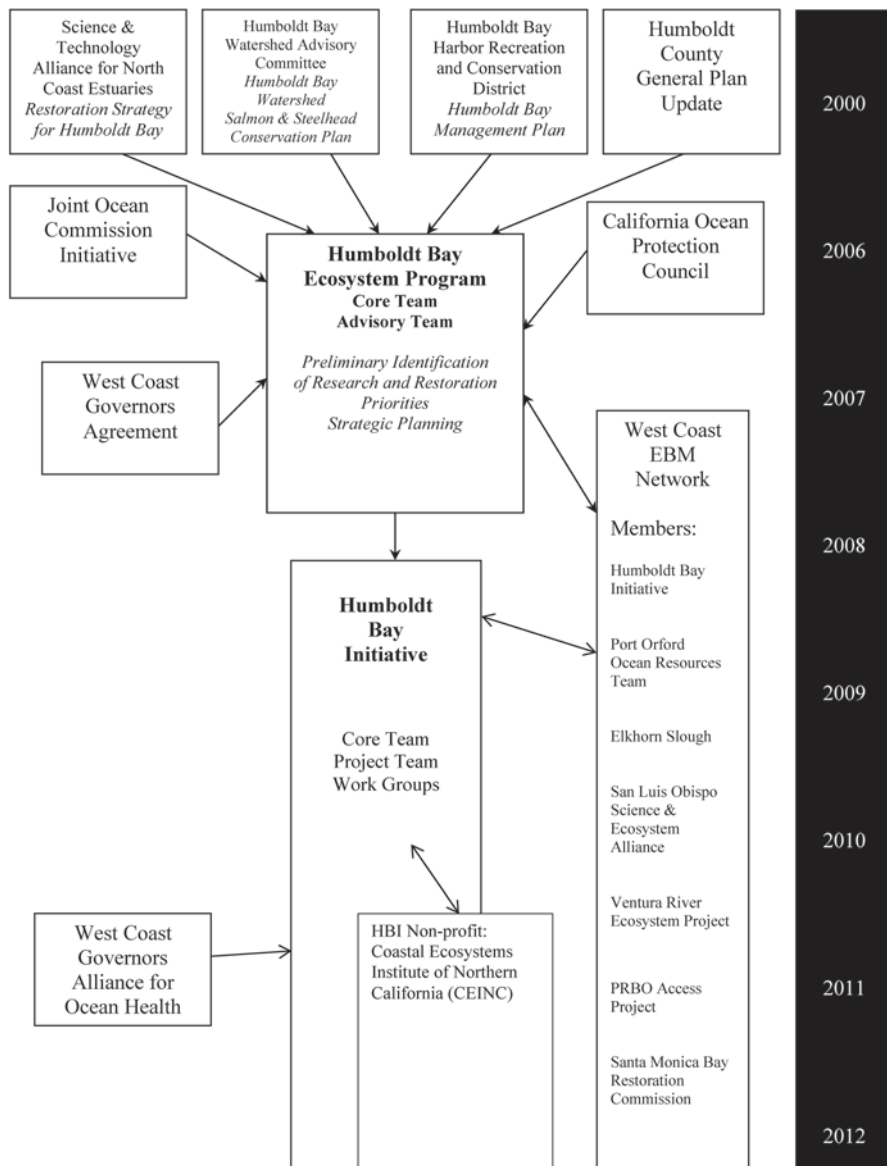 Science &
Technology
Alliance for North
Coast Estuaries
Restoration Strategy
for Humboldt Bay
Humboldt Bay
Watershed Advisory
Committee
Humboldt Bay
Watershed
Salmon & Steelhead
Conservation Plan
Humboldt Bay
Harbor Recreation
and Conservation
District
Humboldt Bay
Management Plan
Humboldt
County
General Plan
Update
2000
Joint Ocean
Commission
Initiative
Humboldt Bay
Ecosystem Program
Core Team
Advisory Team
Preliminary Identification
of Research and Restoration
Priorities
Strategic Planning
California Ocean
Protection
Council
2006
West Coast
Governors
Agreement
2007
West Coast
EBM
Network
Members:
Humboldt Bay
Initiative
Port Orford
Ocean Resources
Team
Elkhorn Slough
San Luis Obispo
Science &
Ecosystem
Alliance
Ventura River
Ecosystem Project
PRBO Access
Project
Santa Monica Bay
Restoration
Commission
2008
Humboldt
Bay
Initiative
Core Team
Project Team
Work Groups
2009
2010
West Coast
Governors
Alliance for
Ocean Health
HBI Non-profit:
Coastal Ecosystems
Institute of Northern
California (CEINC)
2011
2012